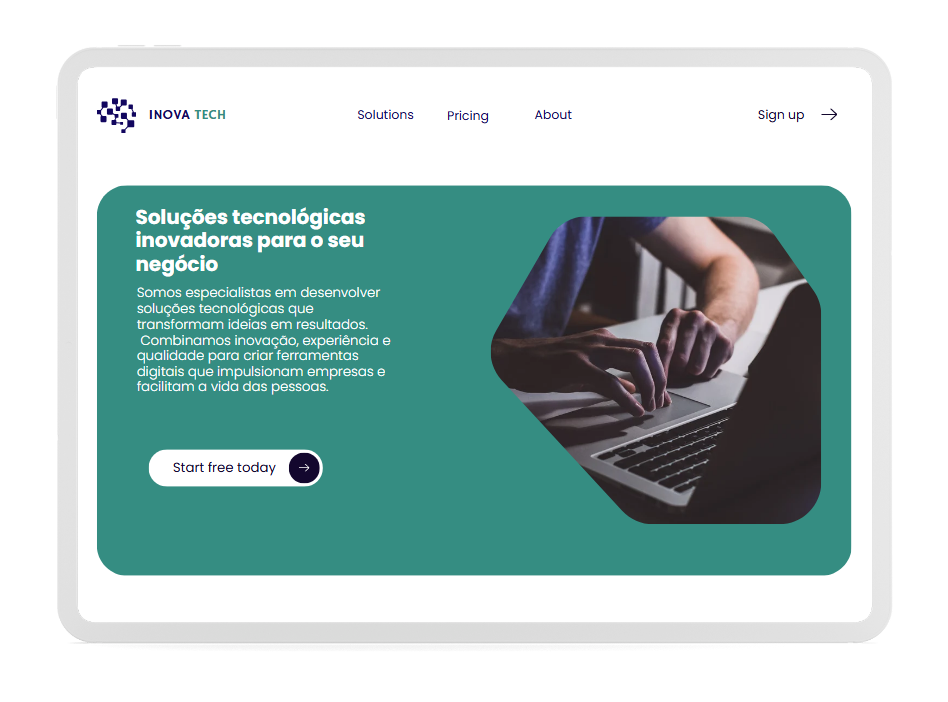 INOVA TECH
Solutions
Pricing
About
Sign up
Soluções tecnológicas
inovadoras para o seu
negócio
Somos especialistas em desenvolver
soluções tecnológicas que
transformam ideias em resultados.
Combinamos inovação, experiência e
qualidade para criar ferramentas
digitais que impulsionam empresas e
facilitam a vida das pessoas.
Start free today